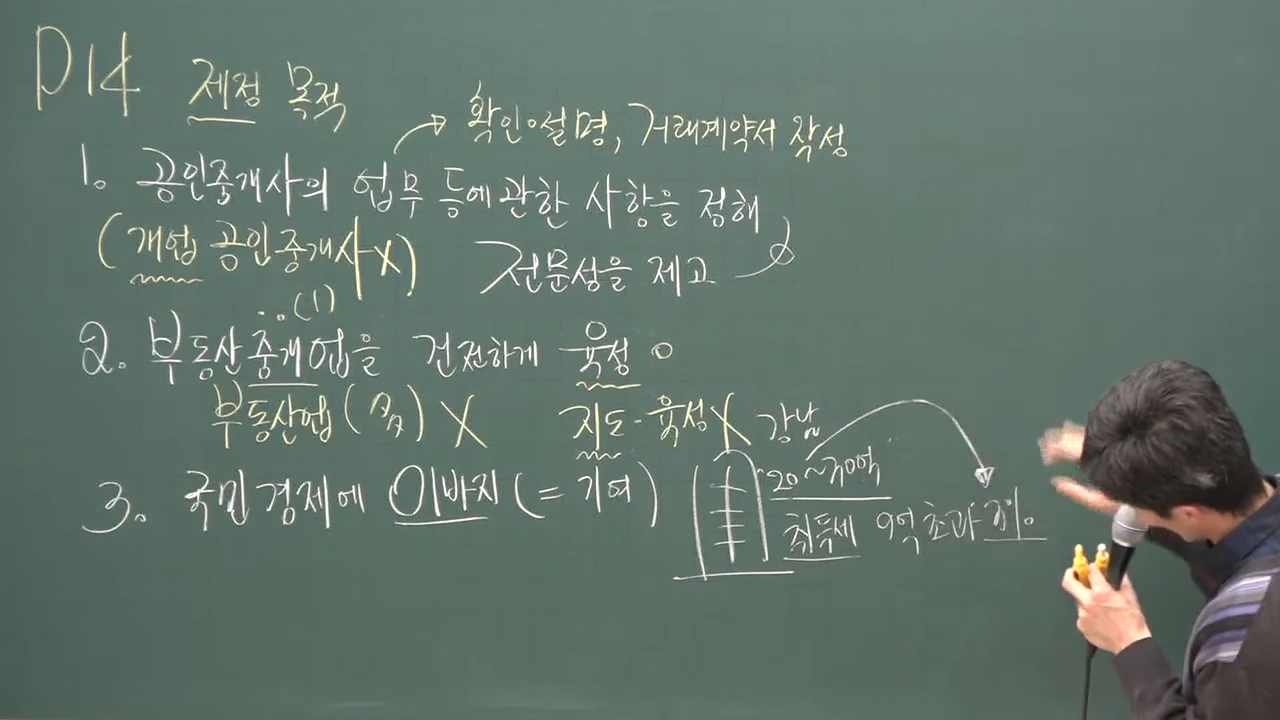 P14 제정 목적
→ 확인·설명, 거래계약서 작성
1. 공인중개사의 업무 등에 관한 사항을 정해
(개업 공인중개사X) 전문성을 제고
(1)
2. 부동산중개업을 건전하게 육성 o
부동산업(多) X 지도·육성X 강남
3. 국민경제에 이바지(=기여) 20~30억
취득세 9억 초과 3%